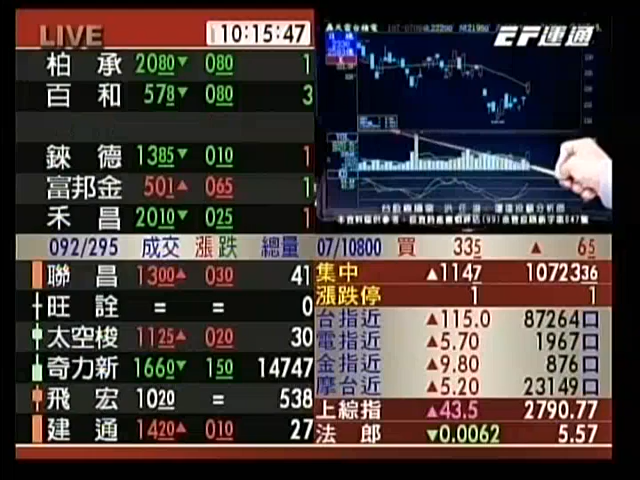 LIVE 10:15:47
EF運通
柏承 2080▼ 080 1
百和 578▼ 080 3
錸德 1385▼ 010 1
富邦金 501▲ 065 1
禾昌 2010▼ 025 1
092/295 成交 漲跌 總量
聯昌 1300▲ 030 41
旺詮 = = 0
太空梭 1125▲ 020 30
奇力新 1660▼ 150 14747
飛宏 1020 = 538
建通 1420▲ 010 27
07/10800 買 335 ▲ 65
集中 ▲1147 1072336
漲跌停 1 1
台指近 ▲115.0 87264口
電指近 ▲5.70 1967口
金指近 ▲9.80 876口
摩台近 ▲5.20 23149口
上綜指 ▲43.5 2790.77
法郎 ▼0.0062 5.57